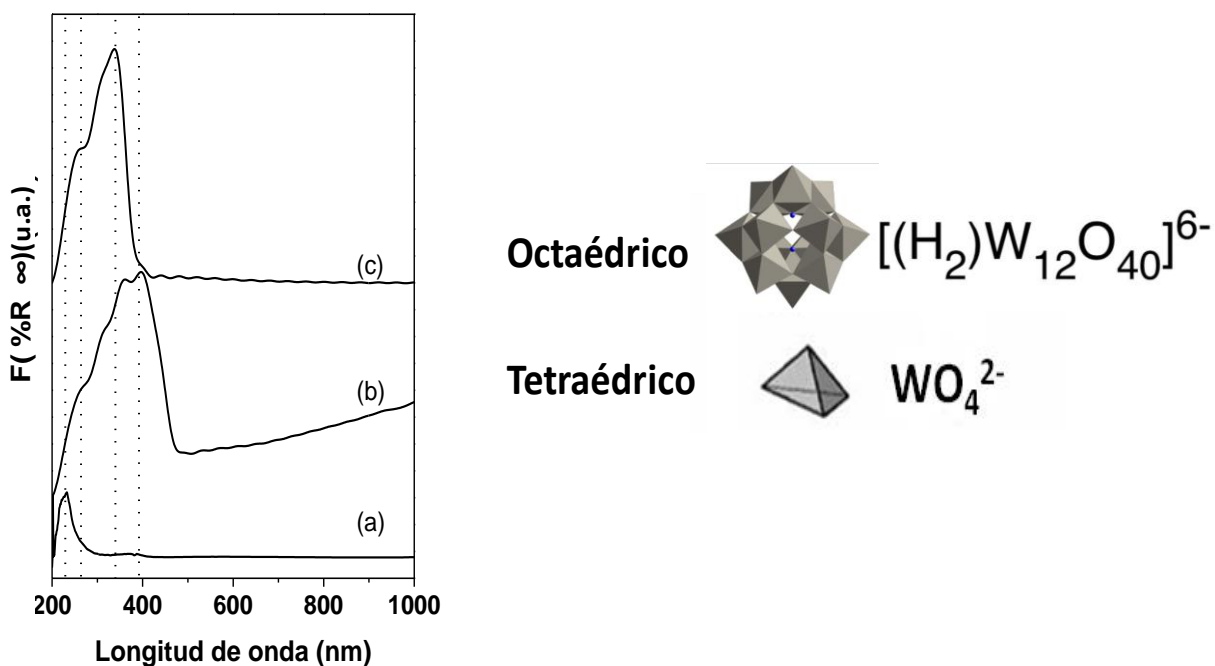 F( %R ∞)(u.a.)
(c)
(b)
(a)
200 400 600 800 1000
Longitud de onda (nm)
Octaédrico [(H₂)W₁₂O₄₀]⁶⁻
Tetraédrico WO₄²⁻